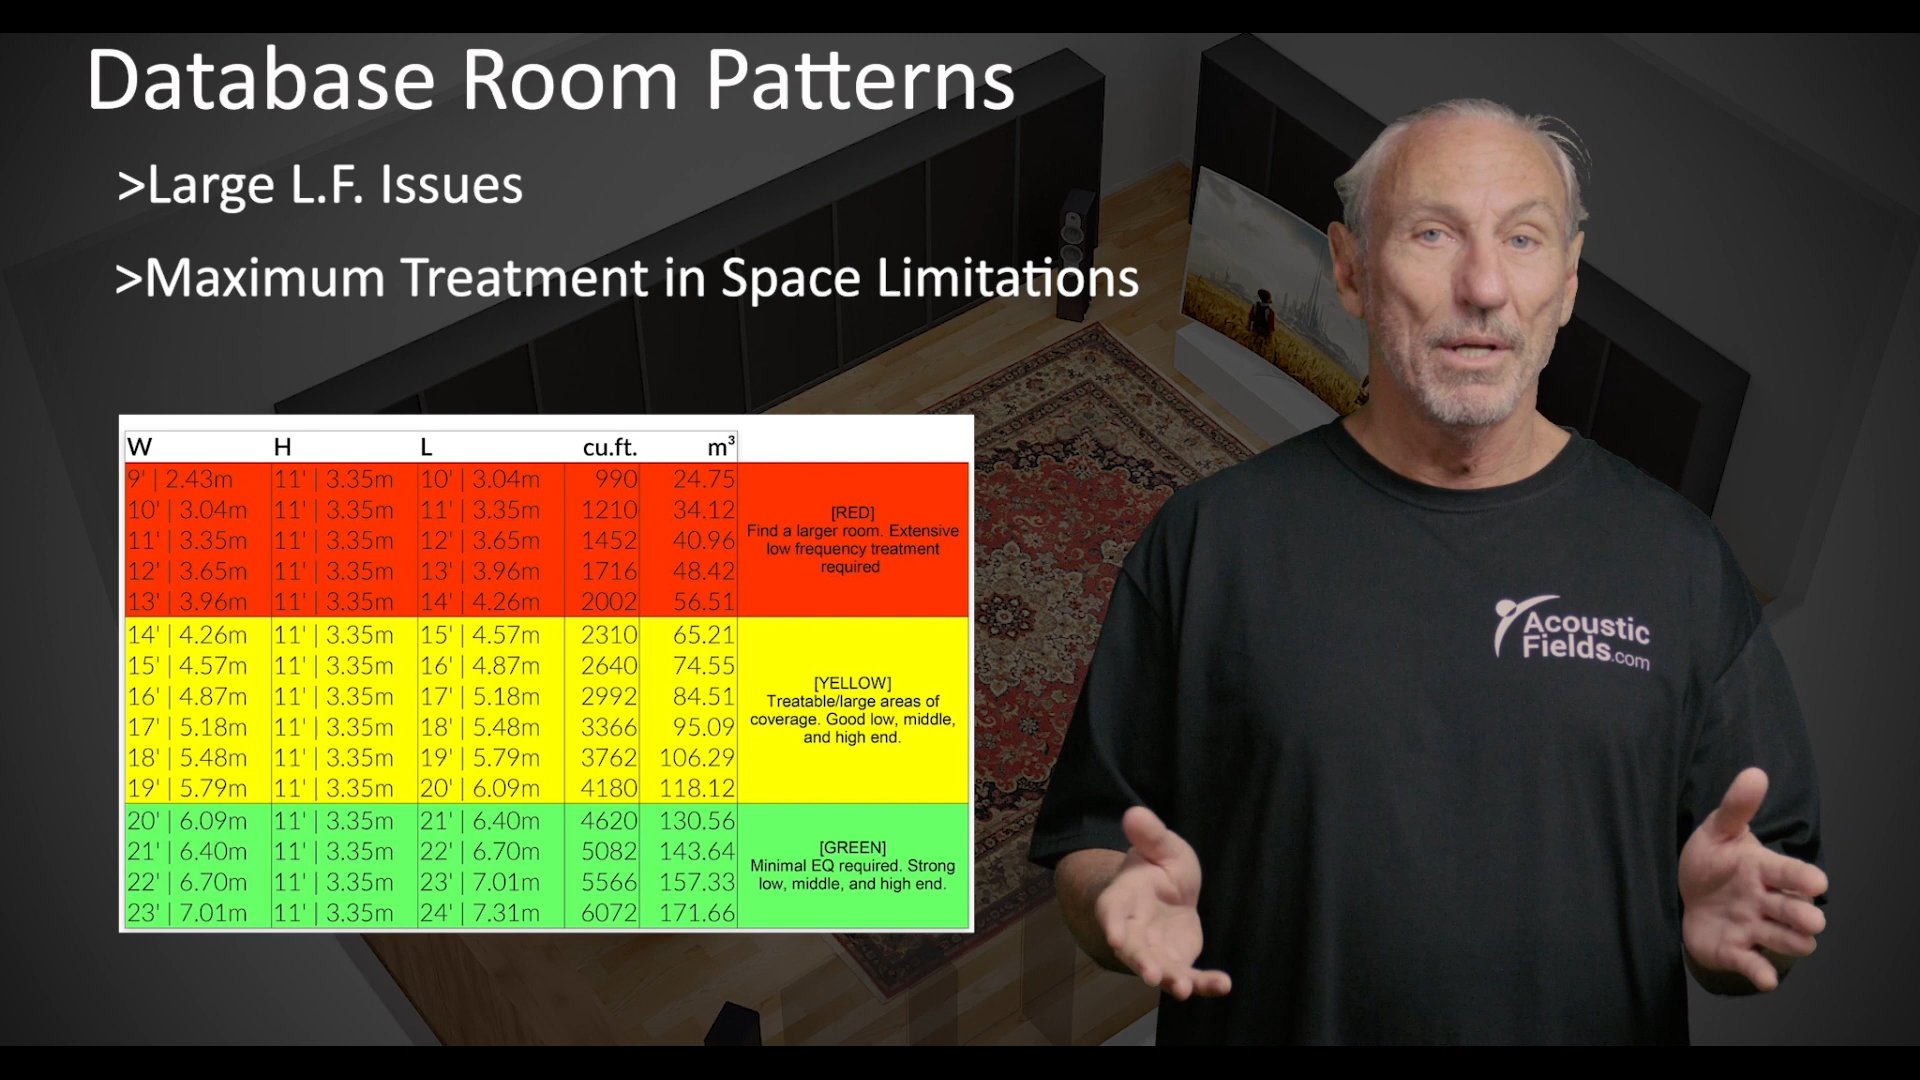 Database Room Patterns
>Large L.F. Issues
>Maximum Treatment in Space Limitations
W H L cu.ft. m³
9' | 2.43m 11' | 3.35m 10' | 3.04m 990 24.75
10' | 3.04m 11' | 3.35m 11' | 3.35m 1210 34.12
11' | 3.35m 11' | 3.35m 12' | 3.65m 1452 40.96
12' | 3.65m 11' | 3.35m 13' | 3.96m 1716 48.42
13' | 3.96m 11' | 3.35m 14' | 4.26m 2002 56.51
[RED]
Find a larger room. Extensive
low frequency treatment
required
14' | 4.26m 11' | 3.35m 15' | 4.57m 2310 65.21
15' | 4.57m 11' | 3.35m 16' | 4.87m 2640 74.55
16' | 4.87m 11' | 3.35m 17' | 5.18m 2992 84.51
17' | 5.18m 11' | 3.35m 18' | 5.48m 3366 95.09
18' | 5.48m 11' | 3.35m 19' | 5.79m 3762 106.29
19' | 5.79m 11' | 3.35m 20' | 6.09m 4180 118.12
[YELLOW]
Treatable/large areas of
coverage. Good low, middle,
and high end.
20' | 6.09m 11' | 3.35m 21' | 6.40m 4620 130.56
21' | 6.40m 11' | 3.35m 22' | 6.70m 5082 143.64
22' | 6.70m 11' | 3.35m 23' | 7.01m 5566 157.33
23' | 7.01m 11' | 3.35m 24' | 7.31m 6072 171.66
[GREEN]
Minimal EQ required. Strong
low, middle, and high end.
Acoustic
Fields.com